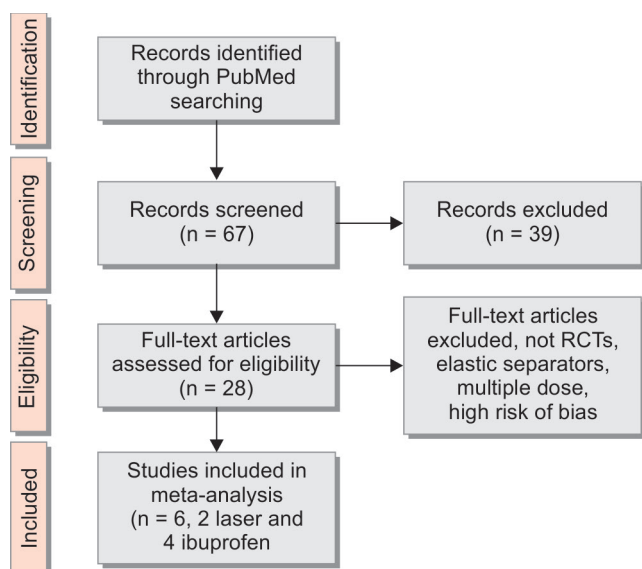 Identification
Records identified
through PubMed
searching
Screening
Records screened
(n = 67)
Records excluded
(n = 39)
Eligibility
Full-text articles
assessed for eligibility
(n = 28)
Full-text articles
excluded, not RCTs,
elastic separators,
multiple dose,
high risk of bias
Included
Studies included in
meta-analysis
(n = 6, 2 laser and
4 ibuprofen